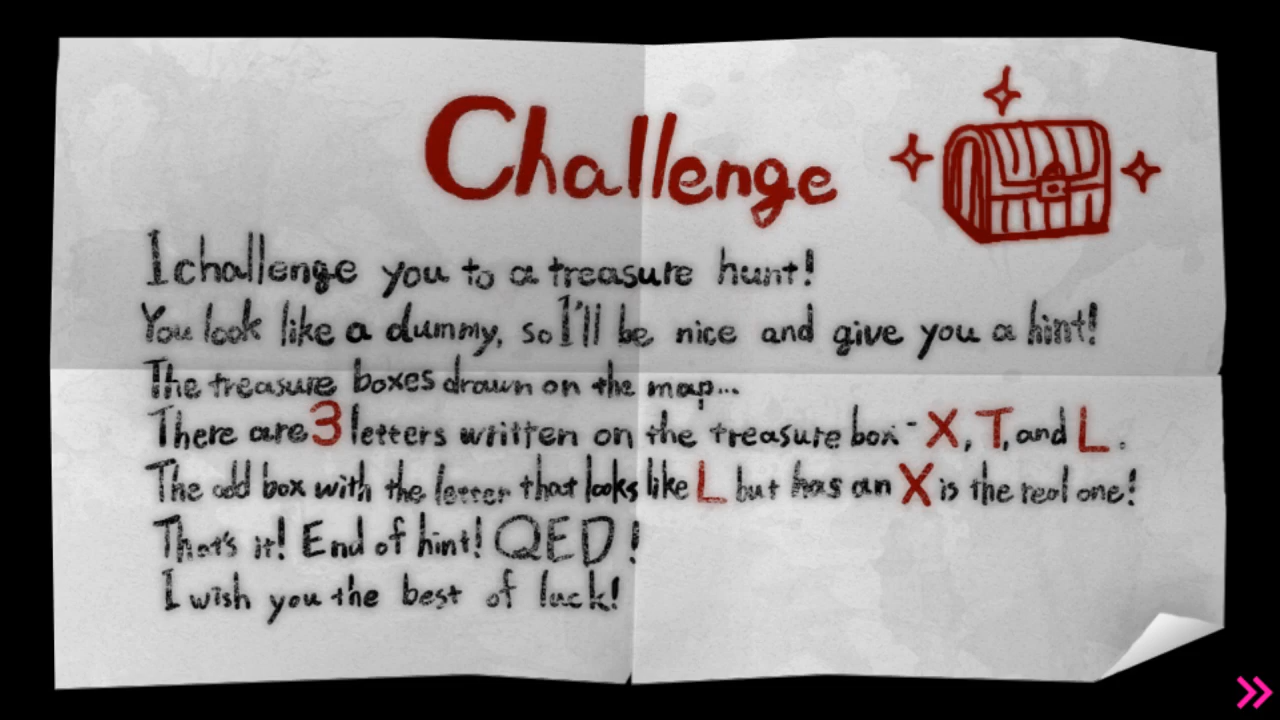 Challenge
I challenge you to a treasure hunt!
You look like a dummy, so I'll be nice and give you a hint!
The treasure boxes drawn on the map...
There are 3 letters written on the treasure box - X, T, and L.
The odd box with the letter that looks like L but has an X is the real one!
That's it! End of hint! QED!
I wish you the best of luck!